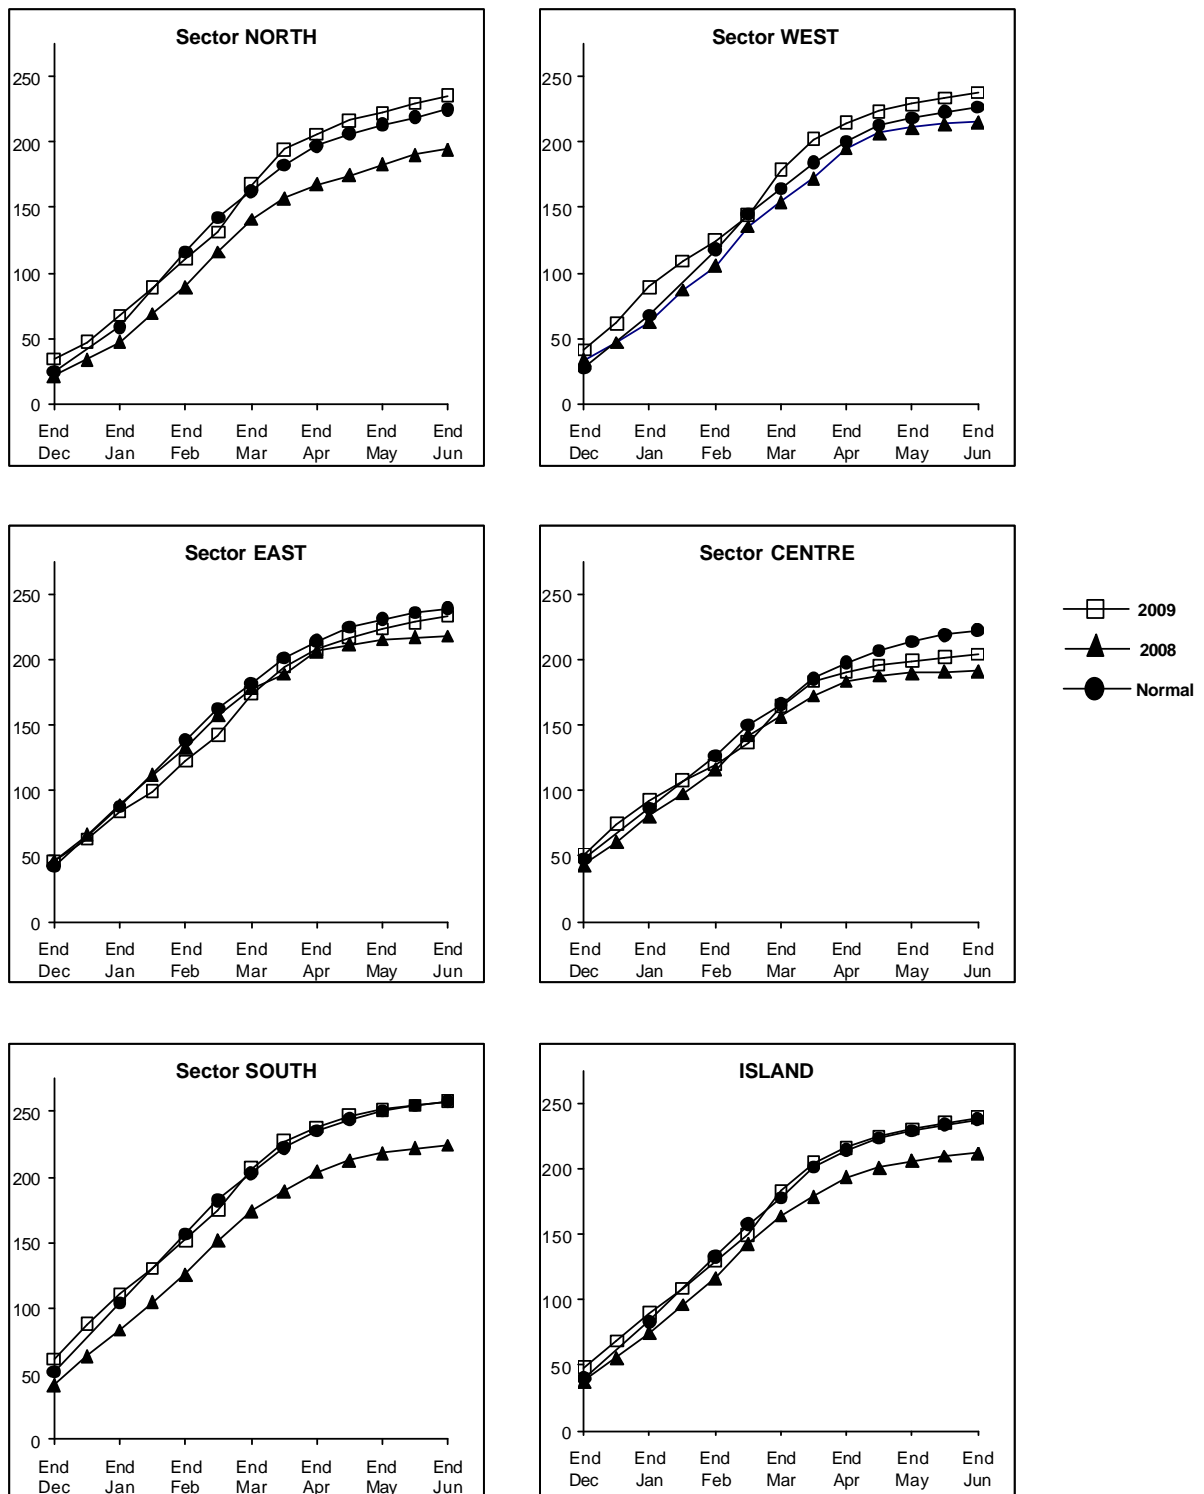 Sector NORTH
250
200
150
100
50
0
End End End End End End End
Dec Jan Feb Mar Apr May Jun
Sector WEST
250
200
150
100
50
0
End End End End End End End
Dec Jan Feb Mar Apr May Jun
Sector EAST
250
200
150
100
50
0
End End End End End End End
Dec Jan Feb Mar Apr May Jun
Sector CENTRE
250
200
150
100
50
0
End End End End End End End
Dec Jan Feb Mar Apr May Jun
2009
2008
Normal
Sector SOUTH
250
200
150
100
50
0
End End End End End End End
Dec Jan Feb Mar Apr May Jun
ISLAND
250
200
150
100
50
0
End End End End End End End
Dec Jan Feb Mar Apr May Jun